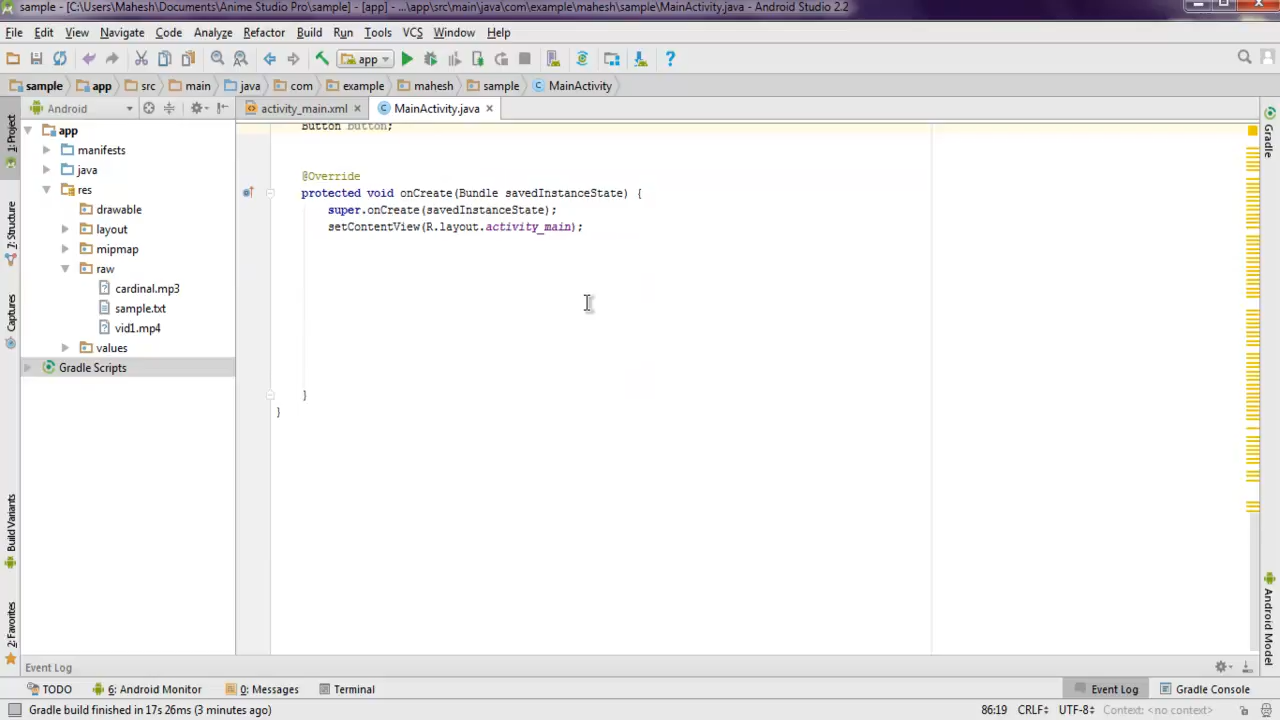 sample - [C:\Users\Mahesh\Documents\Anime Studio Pro\sample] - [app] - ...\app\src\main\java\com\example\mahesh\sample\MainActivity.java - Android Studio 2.2
File Edit View Navigate Code Analyze Refactor Build Run Tools VCS Window Help
app
sample app src main java com example mahesh sample MainActivity
Android
activity_main.xml MainActivity.java
1: Project
7: Structure
Captures
Build Variants
2: Favorites
app
manifests
java
res
drawable
layout
mipmap
raw
cardinal.mp3
sample.txt
vid1.mp4
values
Gradle Scripts
Button button;
@Override
protected void onCreate(Bundle savedInstanceState) {
super.onCreate(savedInstanceState);
setContentView(R.layout.activity_main);
}
}
Gradle
Android Model
Event Log
TODO 6: Android Monitor 0: Messages Terminal Event Log Gradle Console
Gradle build finished in 17s 26ms (3 minutes ago) 86:19 CRLF UTF-8 Context: <no context>